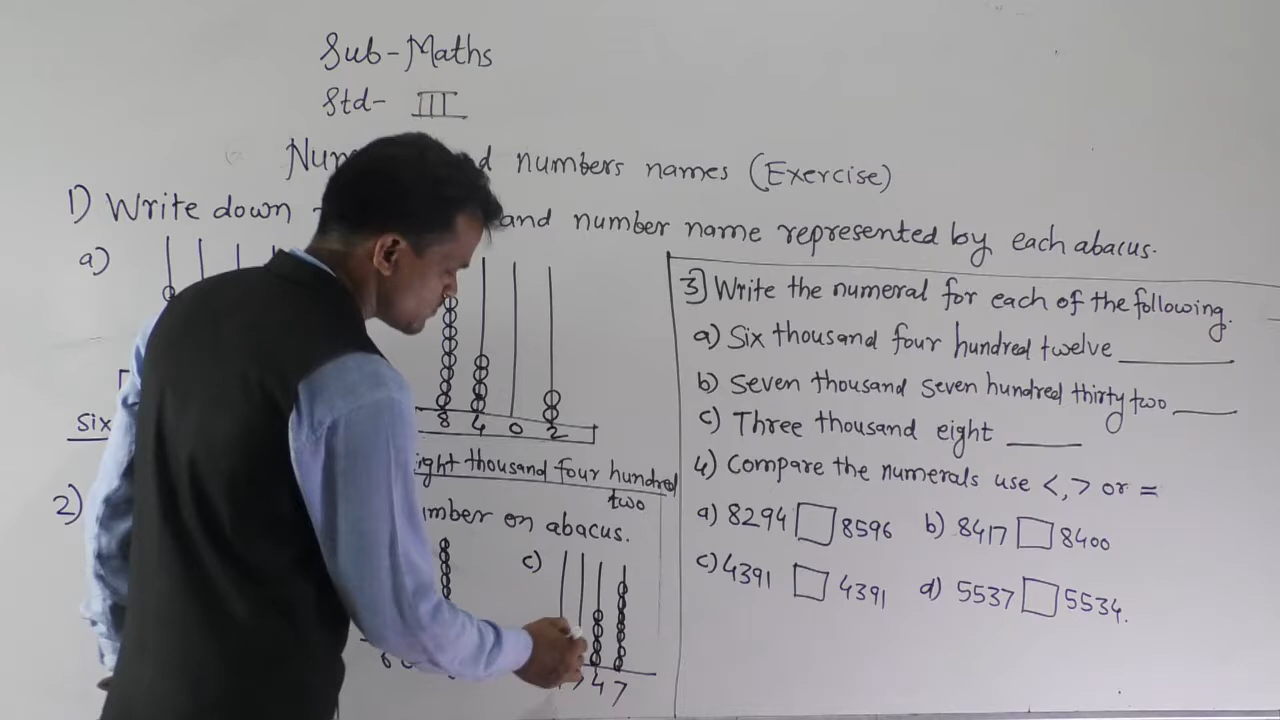 Sub-Maths
Std- III
numbers names (Exercise)
1) Write down and number name represented by each abacus.
a)
8 4 0 2
six
thousand four hundred
two
2) on abacus.
c)
4 7
3) Write the numeral for each of the following.
a) Six thousand four hundred twelve ______
b) Seven thousand seven hundred thirty two ____
c) Three thousand eight ____
4) Compare the numerals use <, > or =
a) 8294 □ 8596 b) 8417 □ 8400
c) 4391 □ 4391 d) 5537 □ 5534.